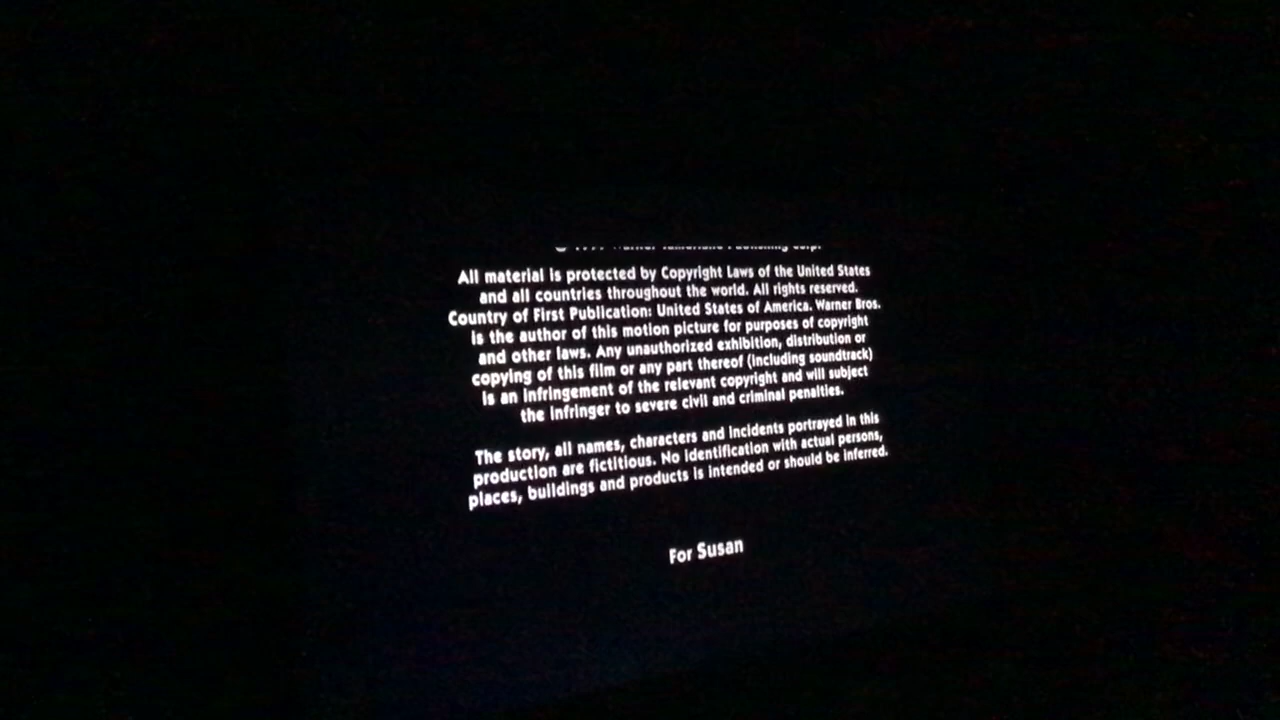 All material is protected by Copyright Laws of the United States
and all countries throughout the world. All rights reserved.
Country of First Publication: United States of America. Warner Bros.
is the author of this motion picture for purposes of copyright
and other laws. Any unauthorized exhibition, distribution or
copying of this film or any part thereof (including soundtrack)
is an infringement of the relevant copyright and will subject
the infringer to severe civil and criminal penalties.
The story, all names, characters and incidents portrayed in this
production are fictitious. No identification with actual persons,
places, buildings and products is intended or should be inferred.
For Susan